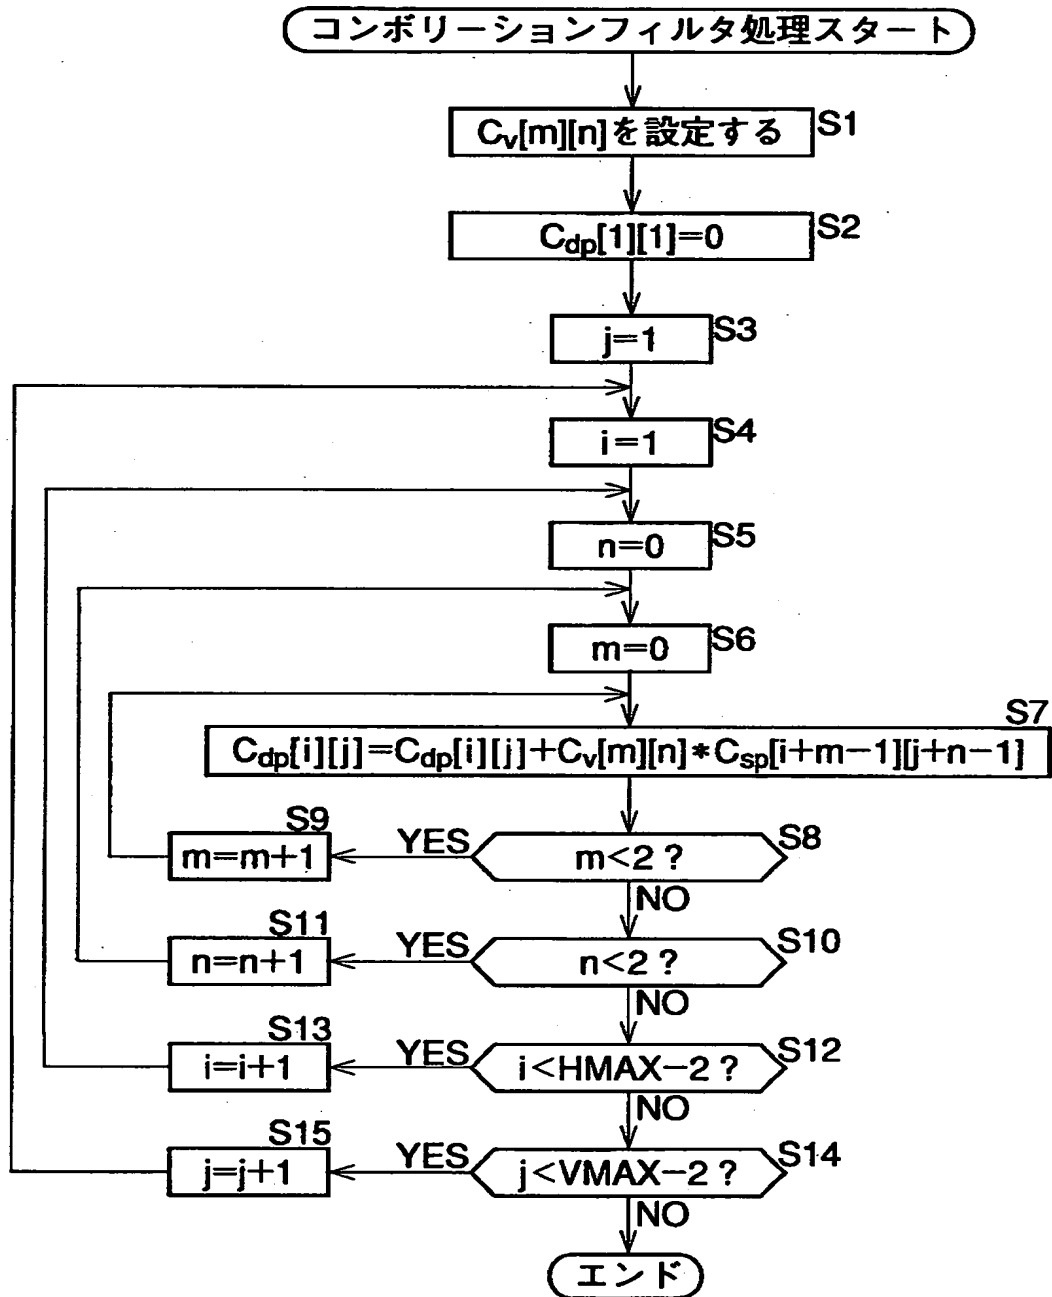 コンボリーションフィルタ処理スタート
Cv[m][n]を設定する
S1
Cdp[1][1]=0
S2
j=1
S3
i=1
S4
n=0
S5
m=0
S6
S7
Cdp[i][j]=Cdp[i][j]+Cv[m][n]*Csp[i+m−1][j+n−1]
S9
m=m+1
YES
m<2?
S8
NO
S11
n=n+1
YES
n<2?
S10
NO
S13
i=i+1
YES
i<HMAX−2?
S12
NO
S15
j=j+1
YES
j<VMAX−2?
S14
NO
エンド